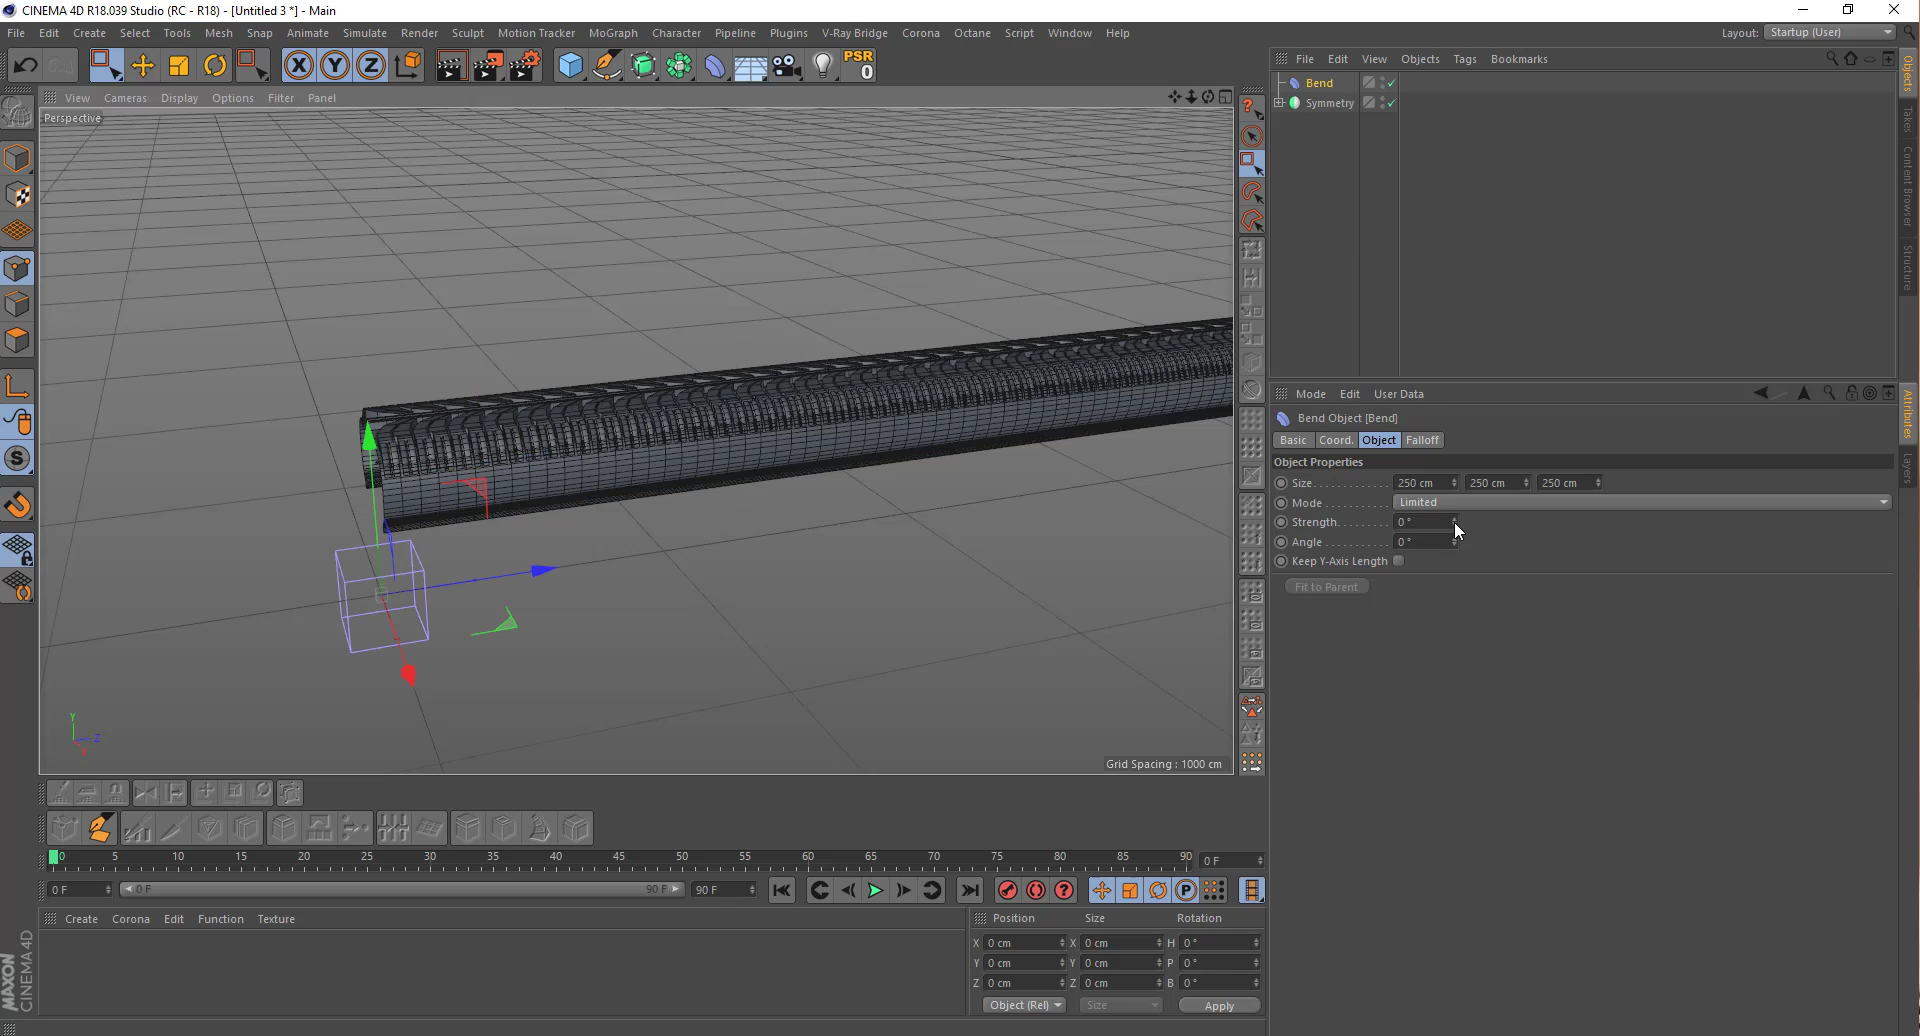 CINEMA 4D R18.039 Studio (RC - R18) - [Untitled 3 *] - Main
File Edit Create Select Tools Mesh Snap Animate Simulate Render Sculpt Motion Tracker MoGraph Character Pipeline Plugins V-Ray Bridge Corona Octane Script Window Help
Layout: Startup (User)
X Y Z PSR 0
File Edit View Objects Tags Bookmarks
Bend
Symmetry
Objects
Takes
Content Browser
Structure
View Cameras Display Options Filter Panel
Perspective
Y
Z
Grid Spacing : 1000 cm
Mode Edit User Data
Bend Object [Bend]
Basic Coord. Object Falloff
Object Properties
Size 250 cm 250 cm 250 cm
Mode Limited
Strength 0 °
Angle 0 °
Keep Y-Axis Length
Fit to Parent
Attributes
Layers
S
0 5 10 15 20 25 30 35 40 45 50 55 60 65 70 75 80 85 90 0 F
0 F 0 F 90 F 90 F
P
Create Corona Edit Function Texture
Position Size Rotation
X 0 cm X 0 cm H 0 °
Y 0 cm Y 0 cm P 0 °
Z 0 cm Z 0 cm B 0 °
Object (Rel) Size Apply
MAXON
CINEMA 4D